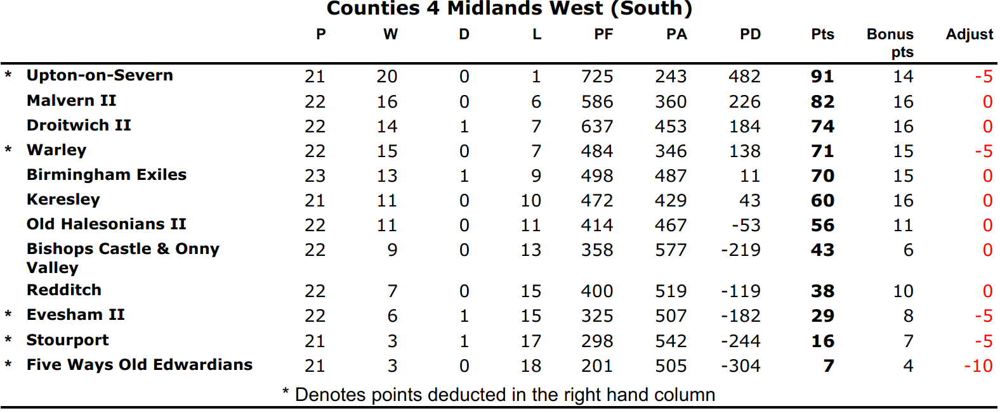 Counties 4 Midlands West (South)
P W D L PF PA PD Pts Bonus pts Adjust
* Upton-on-Severn 21 20 0 1 725 243 482 91 14 -5
Malvern II 22 16 0 6 586 360 226 82 16 0
Droitwich II 22 14 1 7 637 453 184 74 16 0
* Warley 22 15 0 7 484 346 138 71 15 -5
Birmingham Exiles 23 13 1 9 498 487 11 70 15 0
Keresley 21 11 0 10 472 429 43 60 16 0
Old Halesonians II 22 11 0 11 414 467 -53 56 11 0
Bishops Castle & Onny 22 9 0 13 358 577 -219 43 6 0
Valley
Redditch 22 7 0 15 400 519 -119 38 10 0
* Evesham II 22 6 1 15 325 507 -182 29 8 -5
* Stourport 21 3 1 17 298 542 -244 16 7 -5
* Five Ways Old Edwardians 21 3 0 18 201 505 -304 7 4 -10
* Denotes points deducted in the right hand column